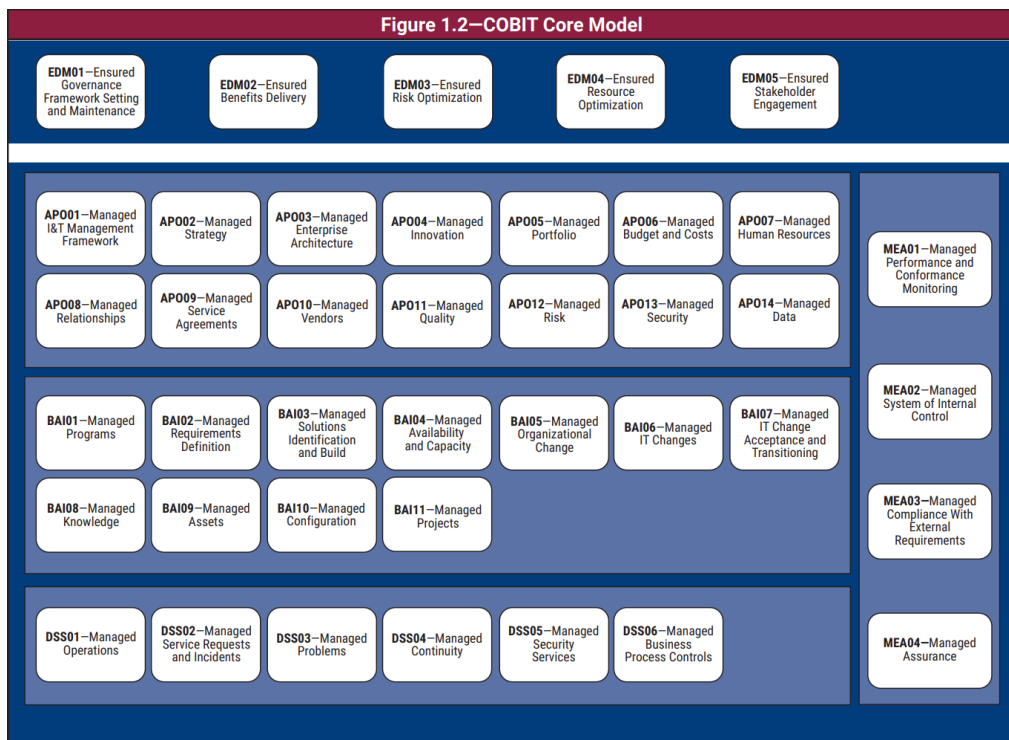 Figure 1.2—COBIT Core Model
EDM01—Ensured
Governance
Framework Setting
and Maintenance
EDM02—Ensured
Benefits Delivery
EDM03—Ensured
Risk Optimization
EDM04—Ensured
Resource
Optimization
EDM05—Ensured
Stakeholder
Engagement
APO01—Managed
I&T Management
Framework
APO02—Managed
Strategy
APO03—Managed
Enterprise
Architecture
APO04—Managed
Innovation
APO05—Managed
Portfolio
APO06—Managed
Budget and Costs
APO07—Managed
Human Resources
APO08—Managed
Relationships
APO09—Managed
Service
Agreements
APO10—Managed
Vendors
APO11—Managed
Quality
APO12—Managed
Risk
APO13—Managed
Security
APO14—Managed
Data
BAI01—Managed
Programs
BAI02—Managed
Requirements
Definition
BAI03—Managed
Solutions
Identification
and Build
BAI04—Managed
Availability
and Capacity
BAI05—Managed
Organizational
Change
BAI06—Managed
IT Changes
BAI07—Managed
IT Change
Acceptance and
Transitioning
BAI08—Managed
Knowledge
BAI09—Managed
Assets
BAI10—Managed
Configuration
BAI11—Managed
Projects
DSS01—Managed
Operations
DSS02—Managed
Service Requests
and Incidents
DSS03—Managed
Problems
DSS04—Managed
Continuity
DSS05—Managed
Security
Services
DSS06—Managed
Business
Process Controls
MEA01—Managed
Performance and
Conformance
Monitoring
MEA02—Managed
System of Internal
Control
MEA03—Managed
Compliance With
External
Requirements
MEA04—Managed
Assurance